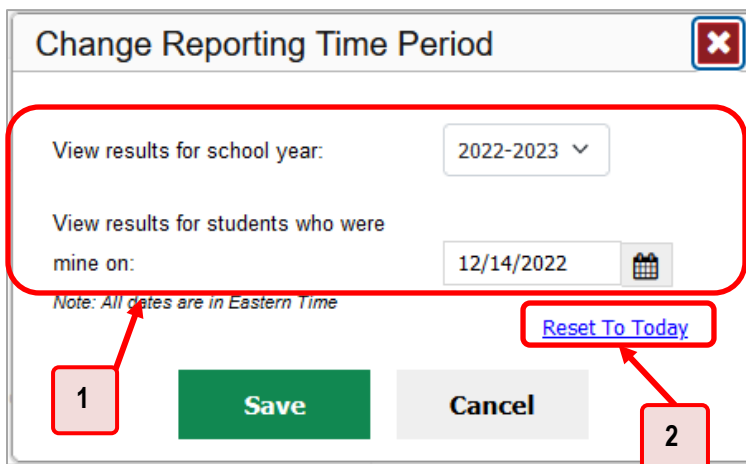 Change Reporting Time Period
View results for school year: 2022-2023
View results for students who were
mine on: 12/14/2022
Note: All dates are in Eastern Time
Reset To Today
1
Save Cancel
2